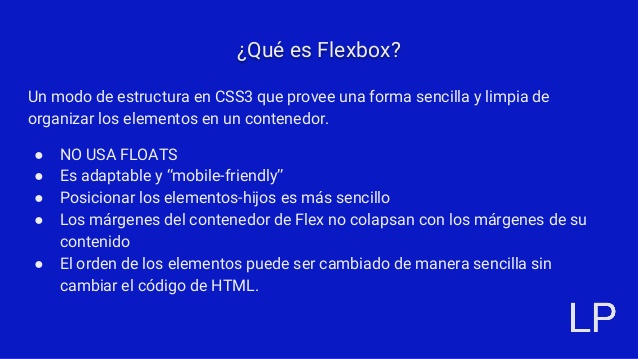 ¿Qué es Flexbox?
Un modo de estructura en CSS3 que provee una forma sencilla y limpia de
organizar los elementos en un contenedor.
● NO USA FLOATS
● Es adaptable y “mobile-friendly”
● Posicionar los elementos-hijos es más sencillo
● Los márgenes del contenedor de Flex no colapsan con los márgenes de su
contenido
● El orden de los elementos puede ser cambiado de manera sencilla sin
cambiar el código de HTML.
LP